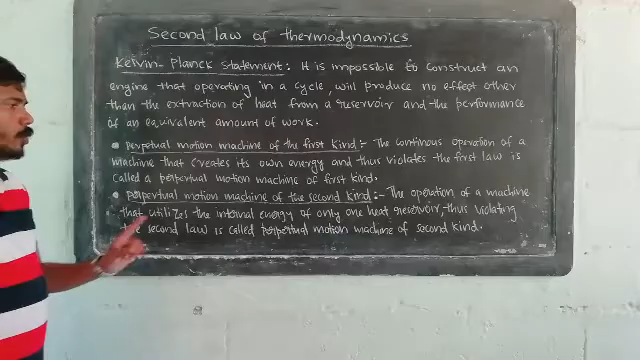 Second law of thermodynamics
Kelvin-Planck Statement: It is impossible to construct an
engine that operating in a cycle, will produce no effect other
than the extraction of heat from a reservoir and the performance
of an equivalent amount of work.
• Perpetual motion machine of the first kind:- The continous operation of a
machine that creates its own energy and thus violates the first law is
called a perpetual motion machine of first kind.
• Perpertual motion machine of the second kind:- The operation of a machine
that utilizes the internal energy of only one heat reservoir, thus violating
the second law is called perpertual motion machine of second kind.